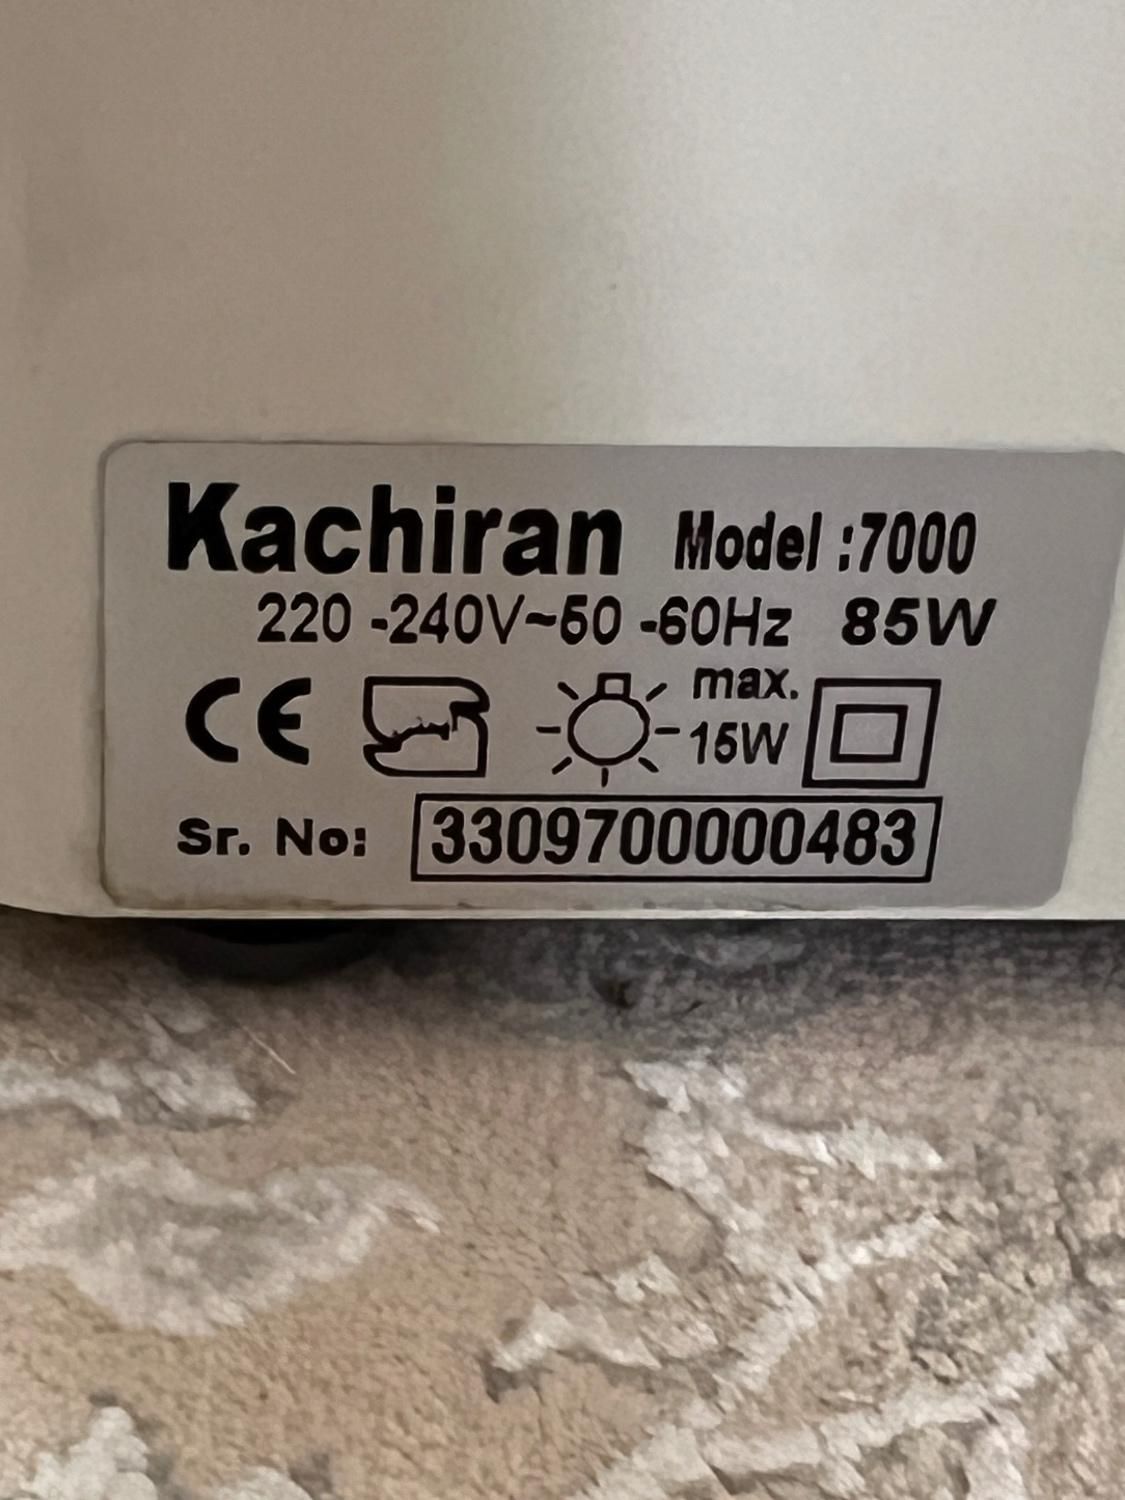 Kachiran Model :7000
220 -240V~50 -60Hz 85W
CE max.
15W
Sr. No: 3309700000483